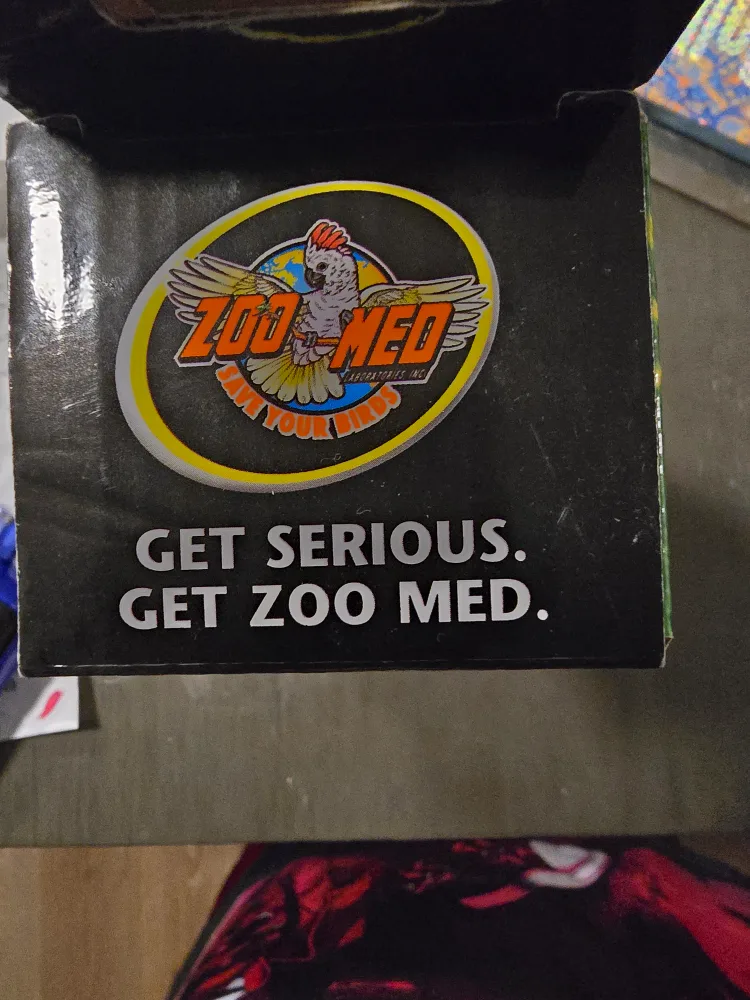 ZOO MED
LABORATORIES, INC.
SAVE YOUR BIRDS
GET SERIOUS.
GET ZOO MED.